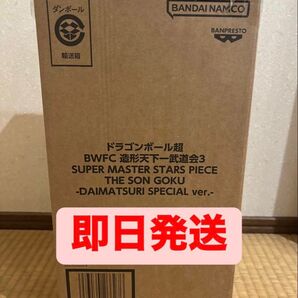 ダンボール
輸送箱
BANDAI NAMCO
BANPRESTO
ドラゴンボール超
BWFC 造形天下一武道会3
SUPER MASTER STARS PIECE
THE SON GOKU
-DAIMATSURI SPECIAL ver.-
即日発送